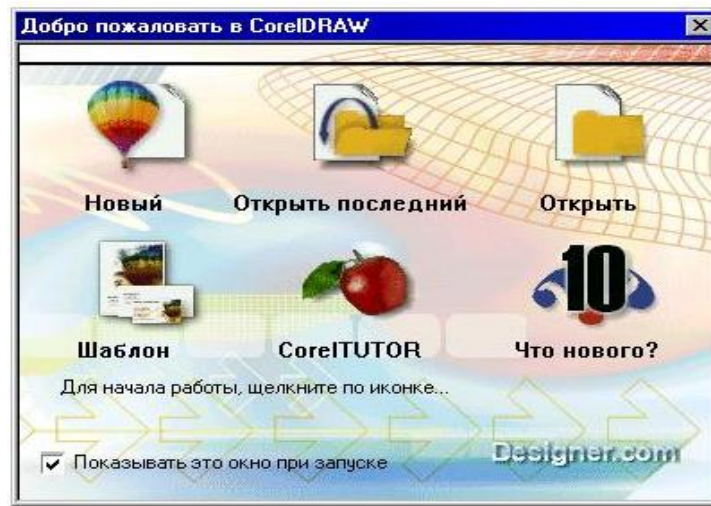 Добро пожаловать в CorelDRAW
Новый
Открыть последний
Открыть
10
Шаблон
CorelTUTOR
Что нового?
Для начала работы, щелкните по иконке...
Показывать это окно при запуске
Designer.com